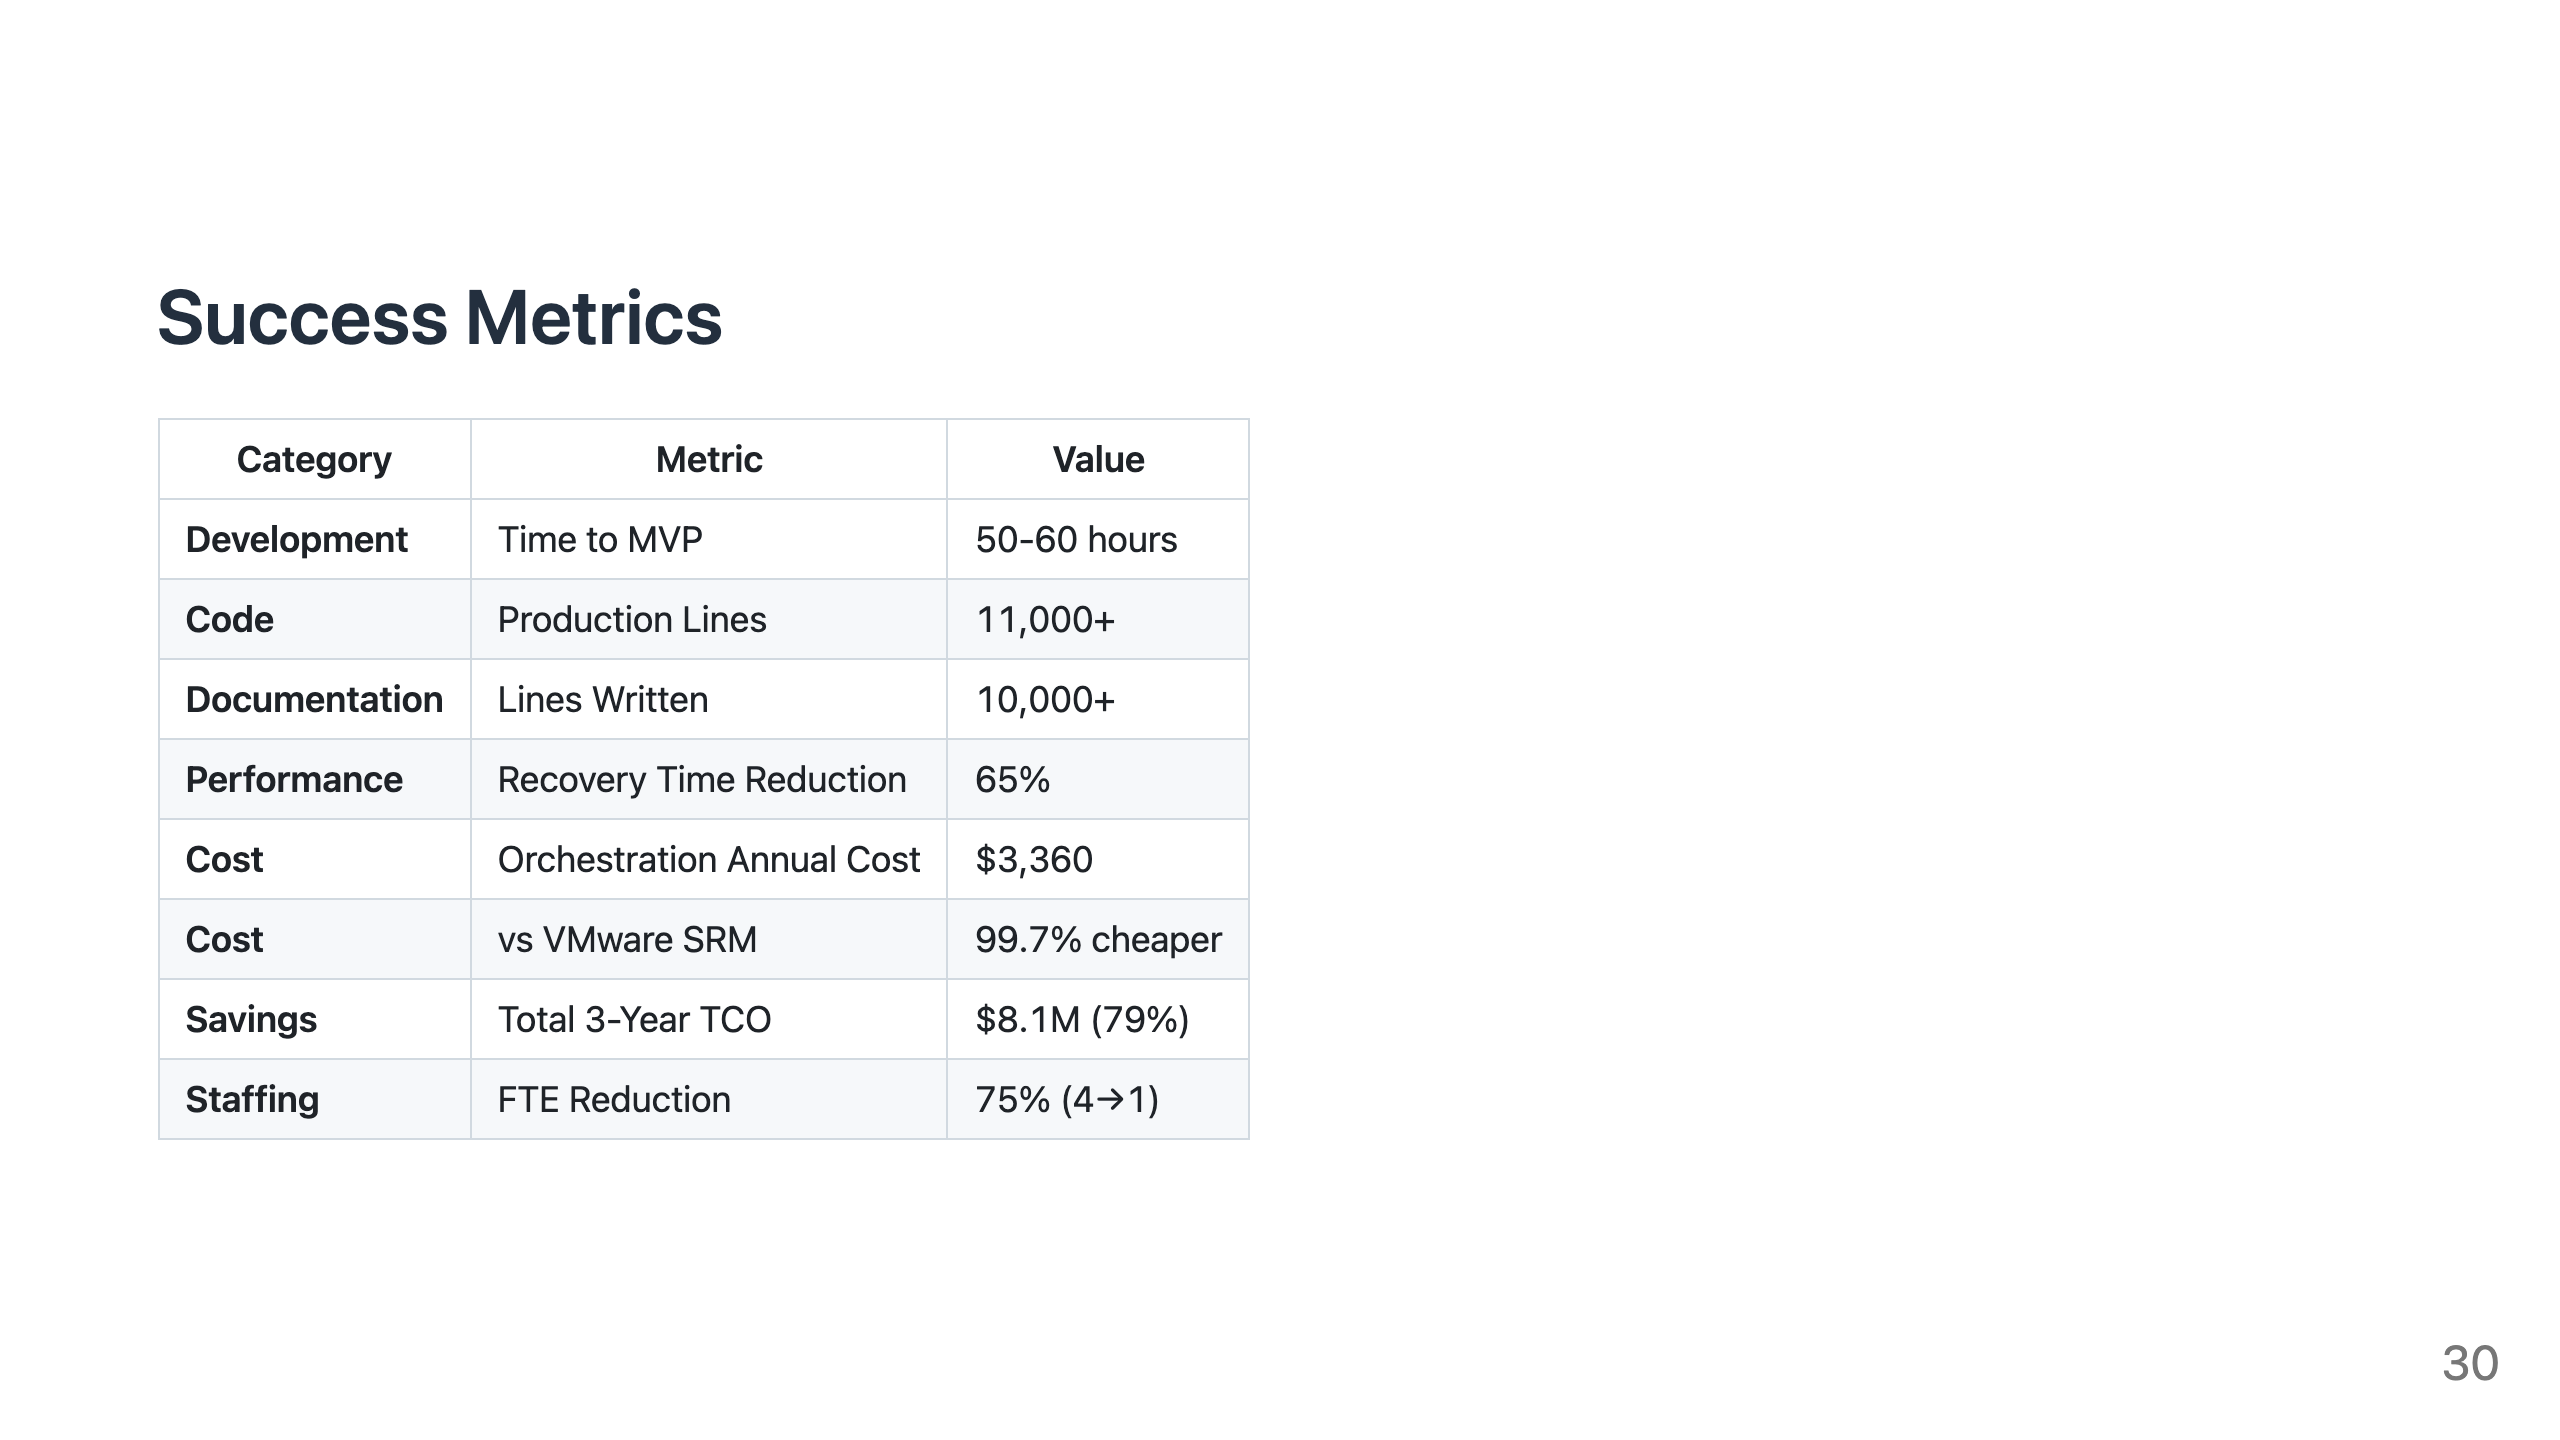 Success Metrics
Category Metric Value
Development Time to MVP 50-60 hours
Code Production Lines 11,000+
Documentation Lines Written 10,000+
Performance Recovery Time Reduction 65%
Cost Orchestration Annual Cost $3,360
Cost vs VMware SRM 99.7% cheaper
Savings Total 3-Year TCO $8.1M (79%)
Staffing FTE Reduction 75% (4→1)
30